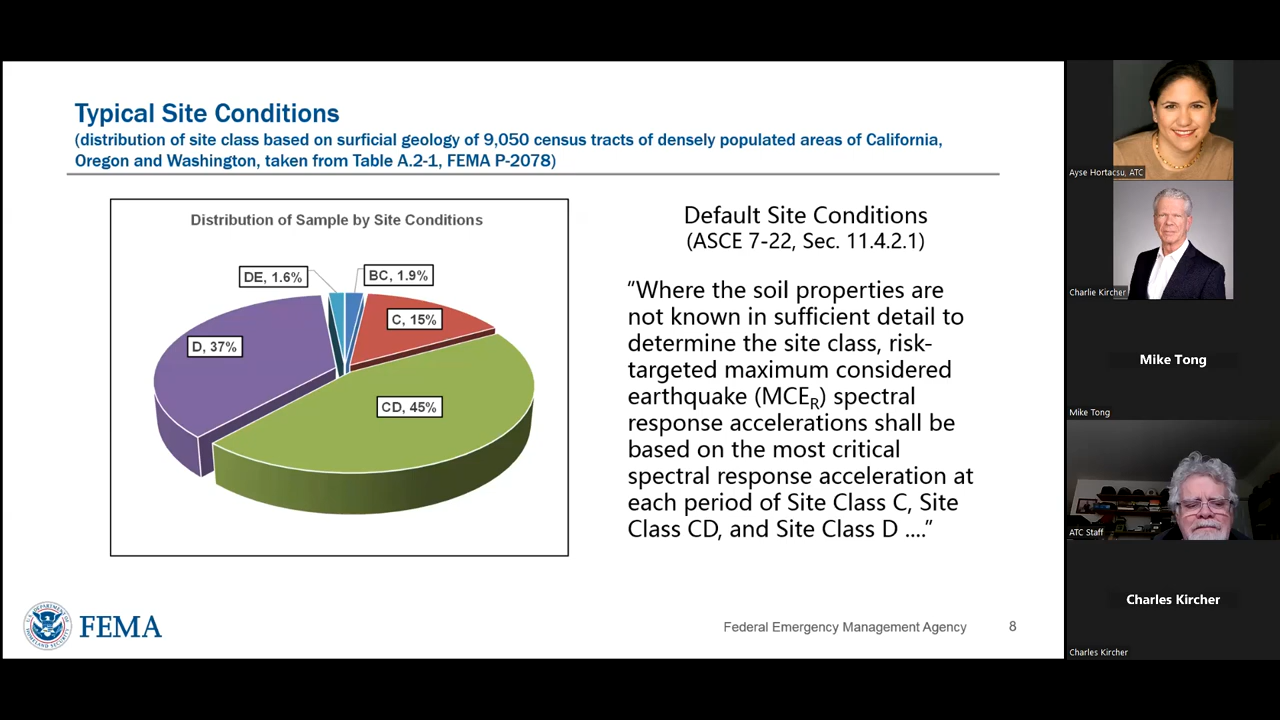 Typical Site Conditions
(distribution of site class based on surficial geology of 9,050 census tracts of densely populated areas of California,
Oregon and Washington, taken from Table A.2-1, FEMA P-2078)
Distribution of Sample by Site Conditions
DE, 1.6%
BC, 1.9%
C, 15%
D, 37%
CD, 45%
Default Site Conditions
(ASCE 7-22, Sec. 11.4.2.1)
“Where the soil properties are
not known in sufficient detail to
determine the site class, risk-
targeted maximum considered
earthquake (MCER) spectral
response accelerations shall be
based on the most critical
spectral response acceleration at
each period of Site Class C, Site
Class CD, and Site Class D ....”
FEMA
Federal Emergency Management Agency
8
Ayse Hortacsu, ATC
Charlie Kircher
Mike Tong
Mike Tong
ATC Staff
Charles Kircher
Charles Kircher